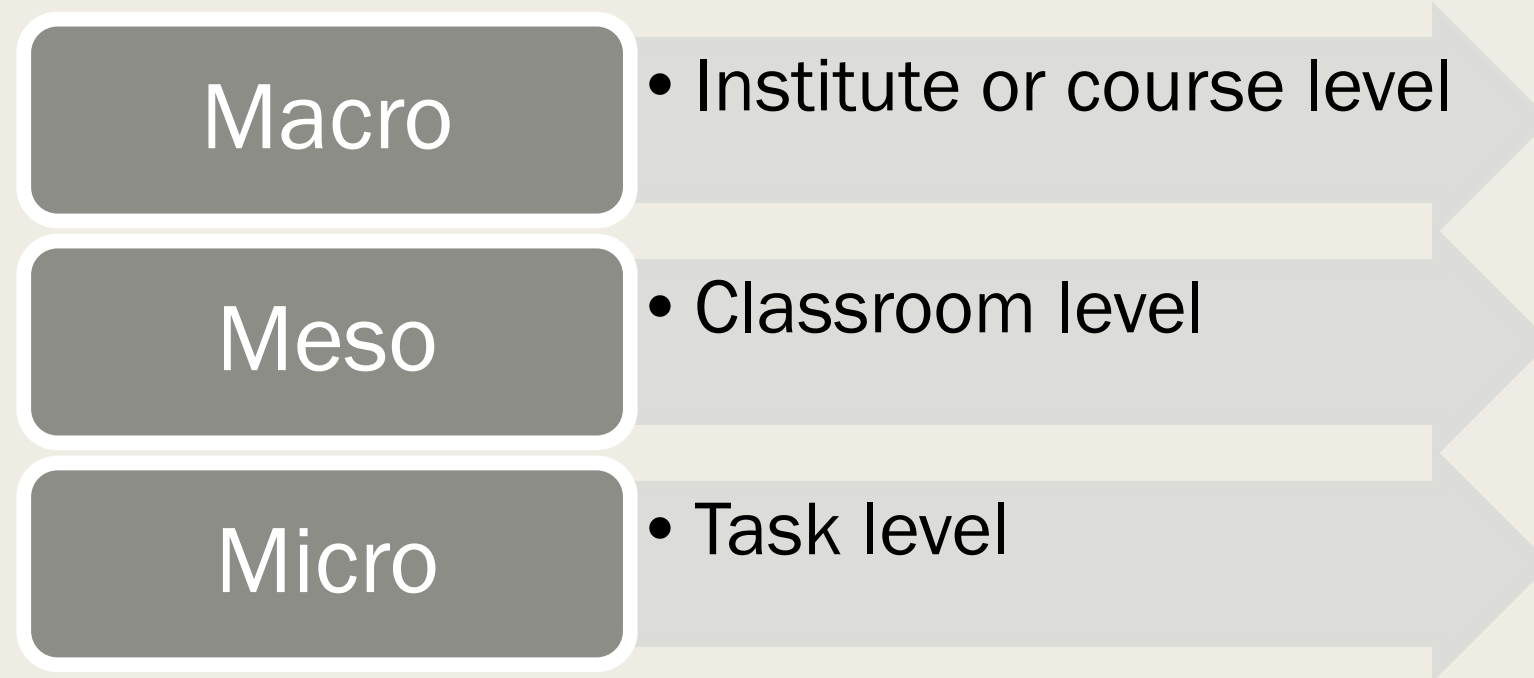 Macro
• Institute or course level
Meso
• Classroom level
Micro
• Task level